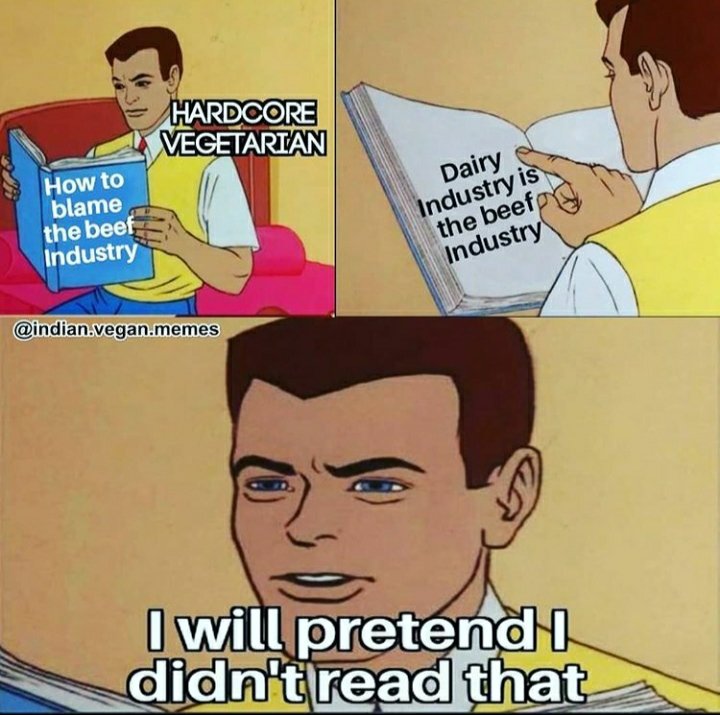 HARDCORE
VEGETARIAN
How to
blame
the beef
Industry
Dairy
Industry is
the beef
Industry
@indian.vegan.memes
I will pretend I
didn't read that